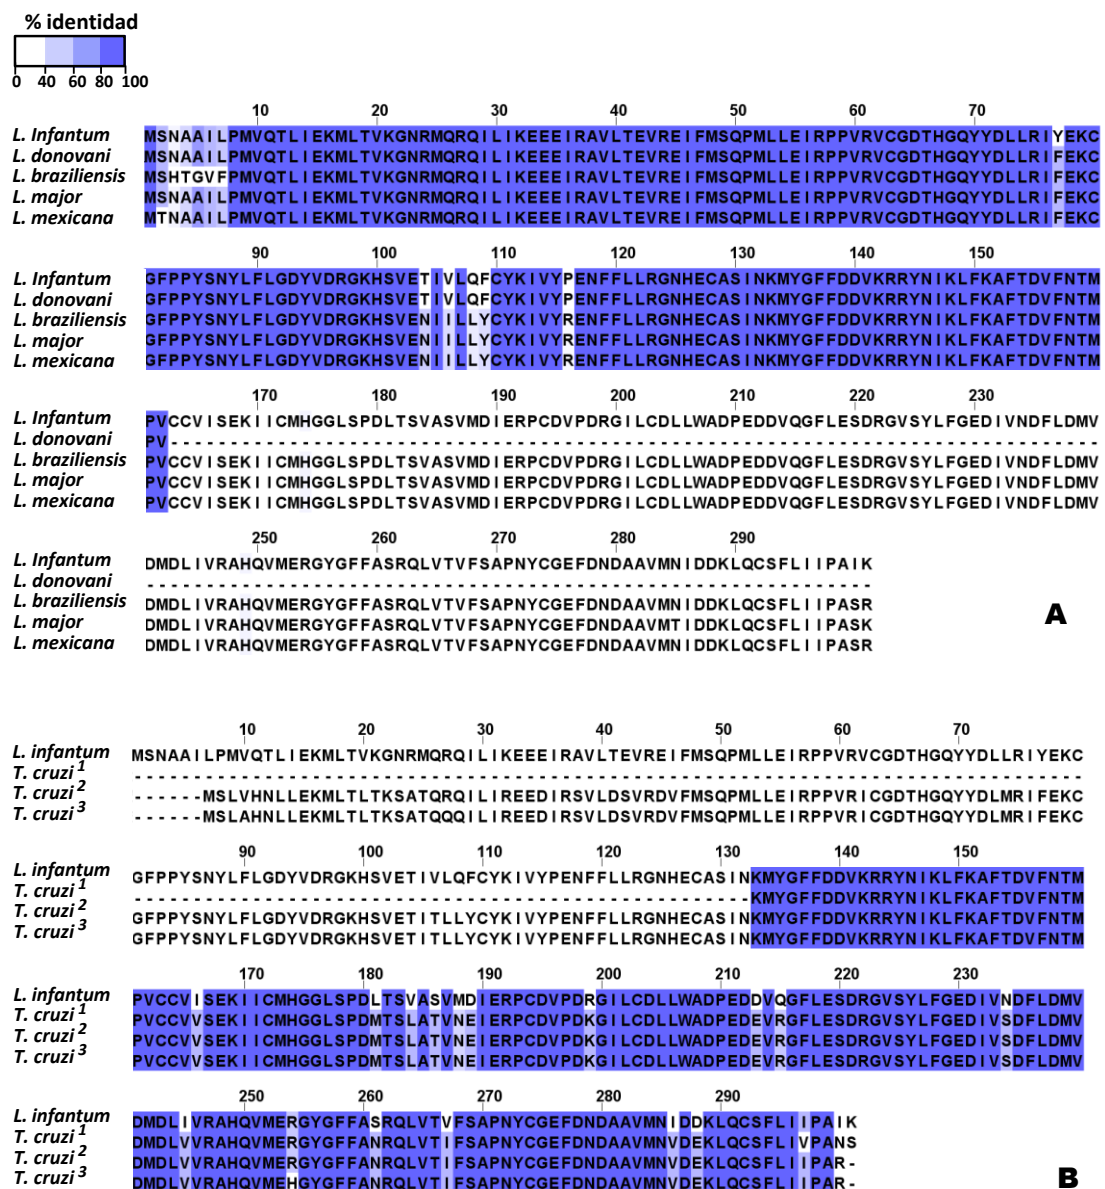 % identidad
0 40 60 80 100
10 20 30 40 50 60 70
L. Infantum MSNAAILPMVQTLIEKMLTVKGNRMQRQILIKEEEIRAVLTEVREIFMSQPMLLEIRPPVRVCGDTHGQYYDLLRIYEKC
L. donovani MSNAAILPMVQTLIEKMLTVKGNRMQRQILIKEEEIRAVLTEVREIFMSQPMLLEIRPPVRVCGDTHGQYYDLLRIFEKC
L. braziliensis MSHTGVFPMVQTLIEKMLTVKGNRMQRQILIKEEEIRAVLTEVREIFMSQPMLLEIRPPVRVCGDTHGQYYDLLRIFEKC
L. major MSNAAILPMVQTLIEKMLTVKGNRMQRQILIKEEEIRAVLTEVREIFMSQPMLLEIRPPVRVCGDTHGQYYDLLRIFEKC
L. mexicana MTNAAILPMVQTLIEKMLTVKGNRMQRQILIKEEEIRAVLTEVREIFMSQPMLLEIRPPVRVCGDTHGQYYDLLRIFEKC
90 100 110 120 130 140 150
L. Infantum GFPPYSNYLFLGDYVDRGKHSVETIVLQFCYKIVYPENFFLLRGNHECASINKMYGFFDDVKRRYNIKLFKAFTDVFNTM
L. donovani GFPPYSNYLFLGDYVDRGKHSVETIVLQFCYKIVYPENFFLLRGNHECASINKMYGFFDDVKRRYNIKLFKAFTDVFNTM
L. braziliensis GFPPYSNYLFLGDYVDRGKHSVENIILLYCYKIVYRENFFLLRGNHECASINKMYGFFDDVKRRYNIKLFKAFTDVFNTM
L. major GFPPYSNYLFLGDYVDRGKHSVENIILLYCYKIVYRENFFLLRGNHECASINKMYGFFDDVKRRYNIKLFKAFTDVFNTM
L. mexicana GFPPYSNYLFLGDYVDRGKHSVENIILLYCYKIVYRENFFLLRGNHECASINKMYGFFDDVKRRYNIKLFKAFTDVFNTM
170 180 190 200 210 220 230
L. Infantum PVCCVISEKIICMHGGLSPDLTSVASVMDIERPCDVPDRGILCDLLWADPEDDVQGFLESDRGVSYLFGEDIVNDFLDMV
L. donovani PV------------------------------------------------------------------------------
L. braziliensis PVCCVISEKIICMHGGLSPDLTSVASVMDIERPCDVPDRGILCDLLWADPEDDVQGFLESDRGVSYLFGEDIVNDFLDMV
L. major PVCCVISEKIICMHGGLSPDLTSVASVMDIERPCDVPDRGILCDLLWADPEDDVQGFLESDRGVSYLFGEDIVNDFLDMV
L. mexicana PVCCVISEKIICMHGGLSPDLTSVASVMDIERPCDVPDRGILCDLLWADPEDDVQGFLESDRGVSYLFGEDIVNDFLDMV
250 260 270 280 290
L. Infantum DMDLIVRAHQVMERGYGFFASRQLVTVFSAPNYCGEFDNDAAVMNIDDKLQCSFLIIPAIK
L. donovani -------------------------------------------------------------
L. braziliensis DMDLIVRAHQVMERGYGFFASRQLVTVFSAPNYCGEFDNDAAVMNIDDKLQCSFLIIPASR
L. major DMDLIVRAHQVMERGYGFFASRQLVTVFSAPNYCGEFDNDAAVMTIDDKLQCSFLIIPASK
L. mexicana DMDLIVRAHQVMERGYGFFASRQLVTVFSAPNYCGEFDNDAAVMNIDDKLQCSFLIIPASR
A
10 20 30 40 50 60 70
L. infantum MSNAAILPMVQTLIEKMLTVKGNRMQRQILIKEEEIRAVLTEVREIFMSQPMLLEIRPPVRVCGDTHGQYYDLLRIYEKC
T. cruzi 1 --------------------------------------------------------------------------------
T. cruzi 2 ------MSLVHNLLEKMLTLTKSATQRQILIREEDIRSVLDSVRDVFMSQPMLLEIRPPVRICGDTHGQYYDLMRIFEKC
T. cruzi 3 ------MSLAHNLLEKMLTLTKSATQQQILIREEDIRSVLDSVRDVFMSQPMLLEIRPPVRICGDTHGQYYDLMRIFEKC
90 100 110 120 130 140 150
L. infantum GFPPYSNYLFLGDYVDRGKHSVETIVLQFCYKIVYPENFFLLRGNHECASINKMYGFFDDVKRRYNIKLFKAFTDVFNTM
T. cruzi 1 ----------------------------------------------------KMYGFFDDVKRRYNIKLFKAFTDVFNTM
T. cruzi 2 GFPPYSNYLFLGDYVDRGKHSVETITLLYCYKIVYPENFFLLRGNHECASINKMYGFFDDVKRRYNIKLFKAFTDVFNTM
T. cruzi 3 GFPPYSNYLFLGDYVDRGKHSVETITLLYCYKIVYPENFFLLRGNHECASINKMYGFFDDVKRRYNIKLFKAFTDVFNTM
170 180 190 200 210 220 230
L. infantum PVCCVISEKIICMHGGLSPDLTSVASVMDIERPCDVPDRGILCDLLWADPEDDVQGFLESDRGVSYLFGEDIVNDFLDMV
T. cruzi 1 PVCCVVSEKIICMHGGLSPDMTSLATVNEIERPCDVPDKGILCDLLWADPEDEVRGFLESDRGVSYLFGEDIVSDFLDMV
T. cruzi 2 PVCCVVSEKIICMHGGLSPDMTSLATVNEIERPCDVPDKGILCDLLWADPEDEVRGFLESDRGVSYLFGEDIVSDFLDMV
T. cruzi 3 PVCCVVSEKIICMHGGLSPDMTSLATVNEIERPCDVPDKGILCDLLWADPEDEVRGFLESDRGVSYLFGEDIVSDFLDMV
250 260 270 280 290
L. infantum DMDLIVRAHQVMERGYGFFASRQLVTVFSAPNYCGEFDNDAAVMNIDDKLQCSFLIIPAIK
T. cruzi 1 DMDLVVRAHQVMERGYGFFANRQLVTIFSAPNYCGEFDNDAAVMNVDEKLQCSFLIVPANS
T. cruzi 2 DMDLVVRAHQVMERGYGFFANRQLVTIFSAPNYCGEFDNDAAVMNVDEKLQCSFLIIPAR-
T. cruzi 3 DMDLVVRAHQVMEHGYGFFANRQLVTIFSAPNYCGEFDNDAAVMNVDEKLQCSFLIIPAR-
B